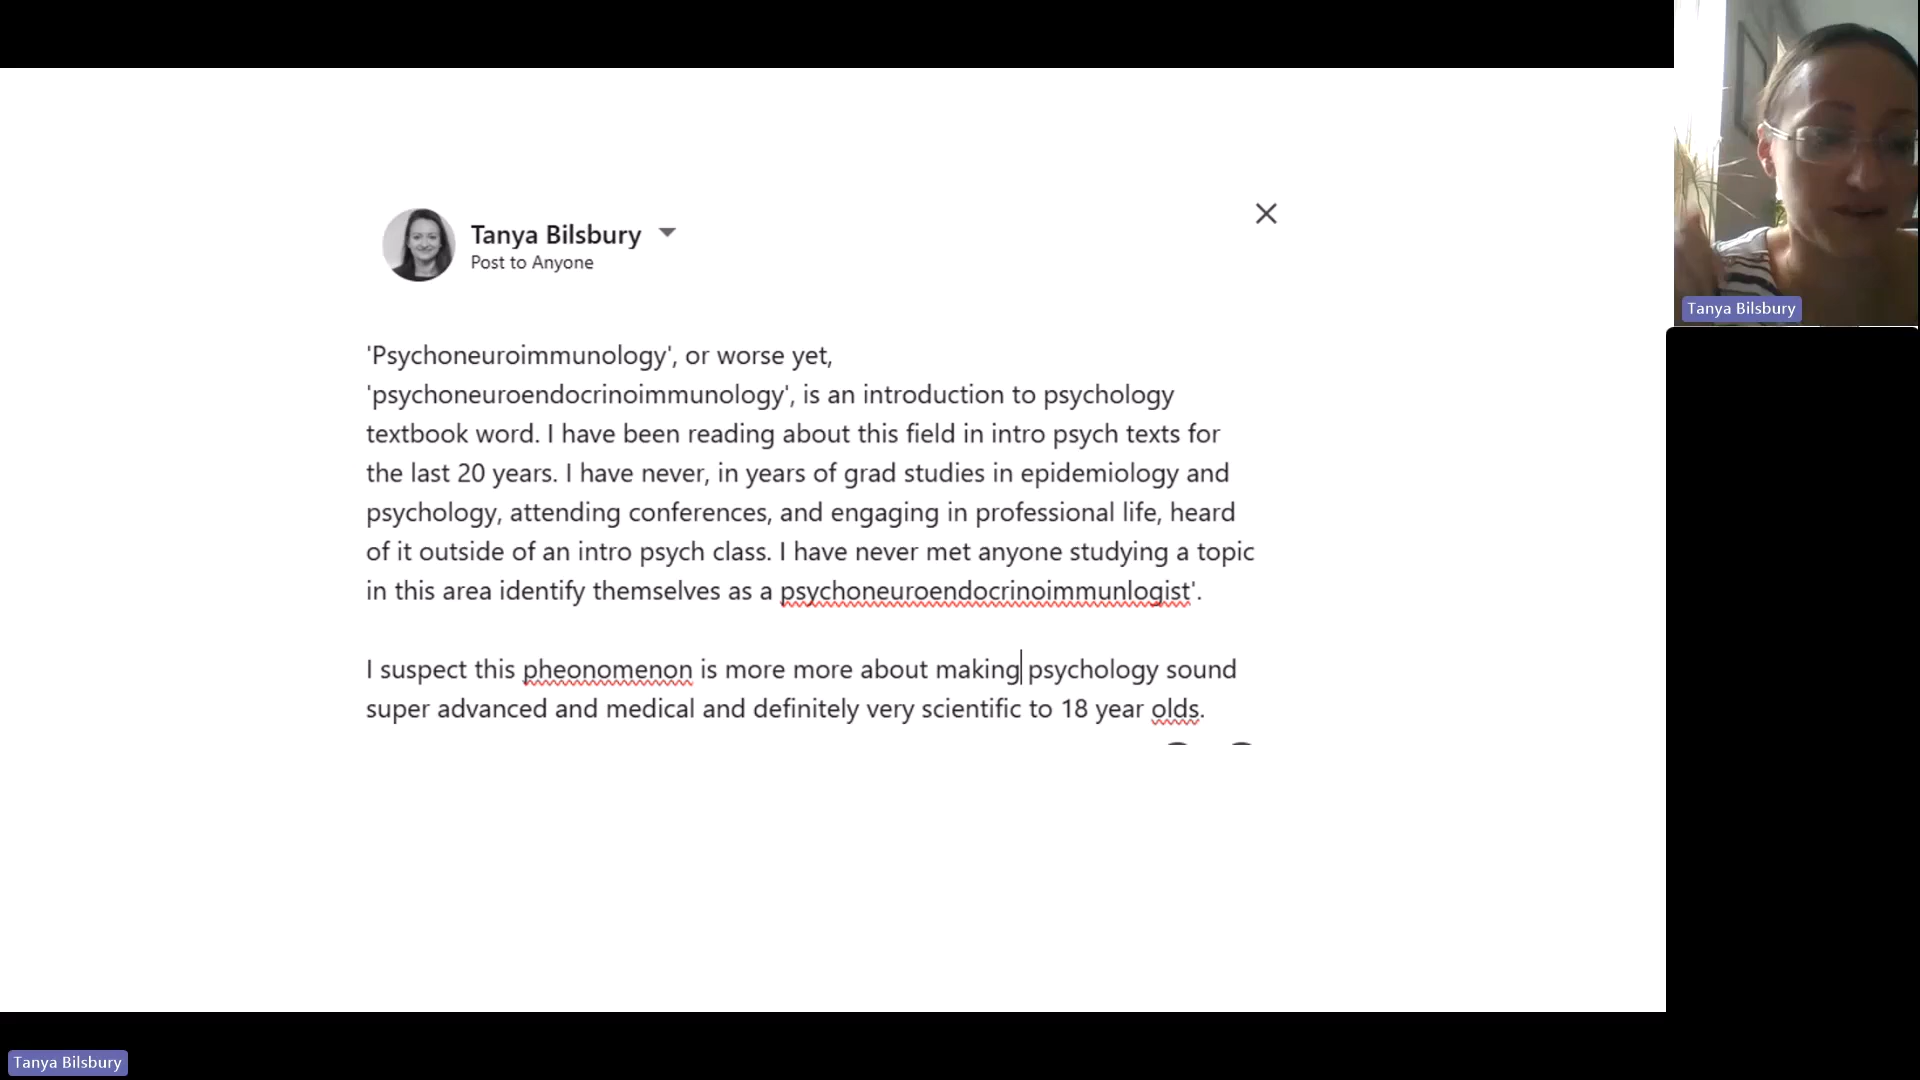 Tanya Bilsbury
Post to Anyone
'Psychoneuroimmunology', or worse yet,
'psychoneuroendocrinoimmunology', is an introduction to psychology
textbook word. I have been reading about this field in intro psych texts for
the last 20 years. I have never, in years of grad studies in epidemiology and
psychology, attending conferences, and engaging in professional life, heard
of it outside of an intro psych class. I have never met anyone studying a topic
in this area identify themselves as a psychoneuroendocrinoimmunlogist'.
I suspect this pheonomenon is more more about making psychology sound
super advanced and medical and definitely very scientific to 18 year olds.
Tanya Bilsbury
Tanya Bilsbury